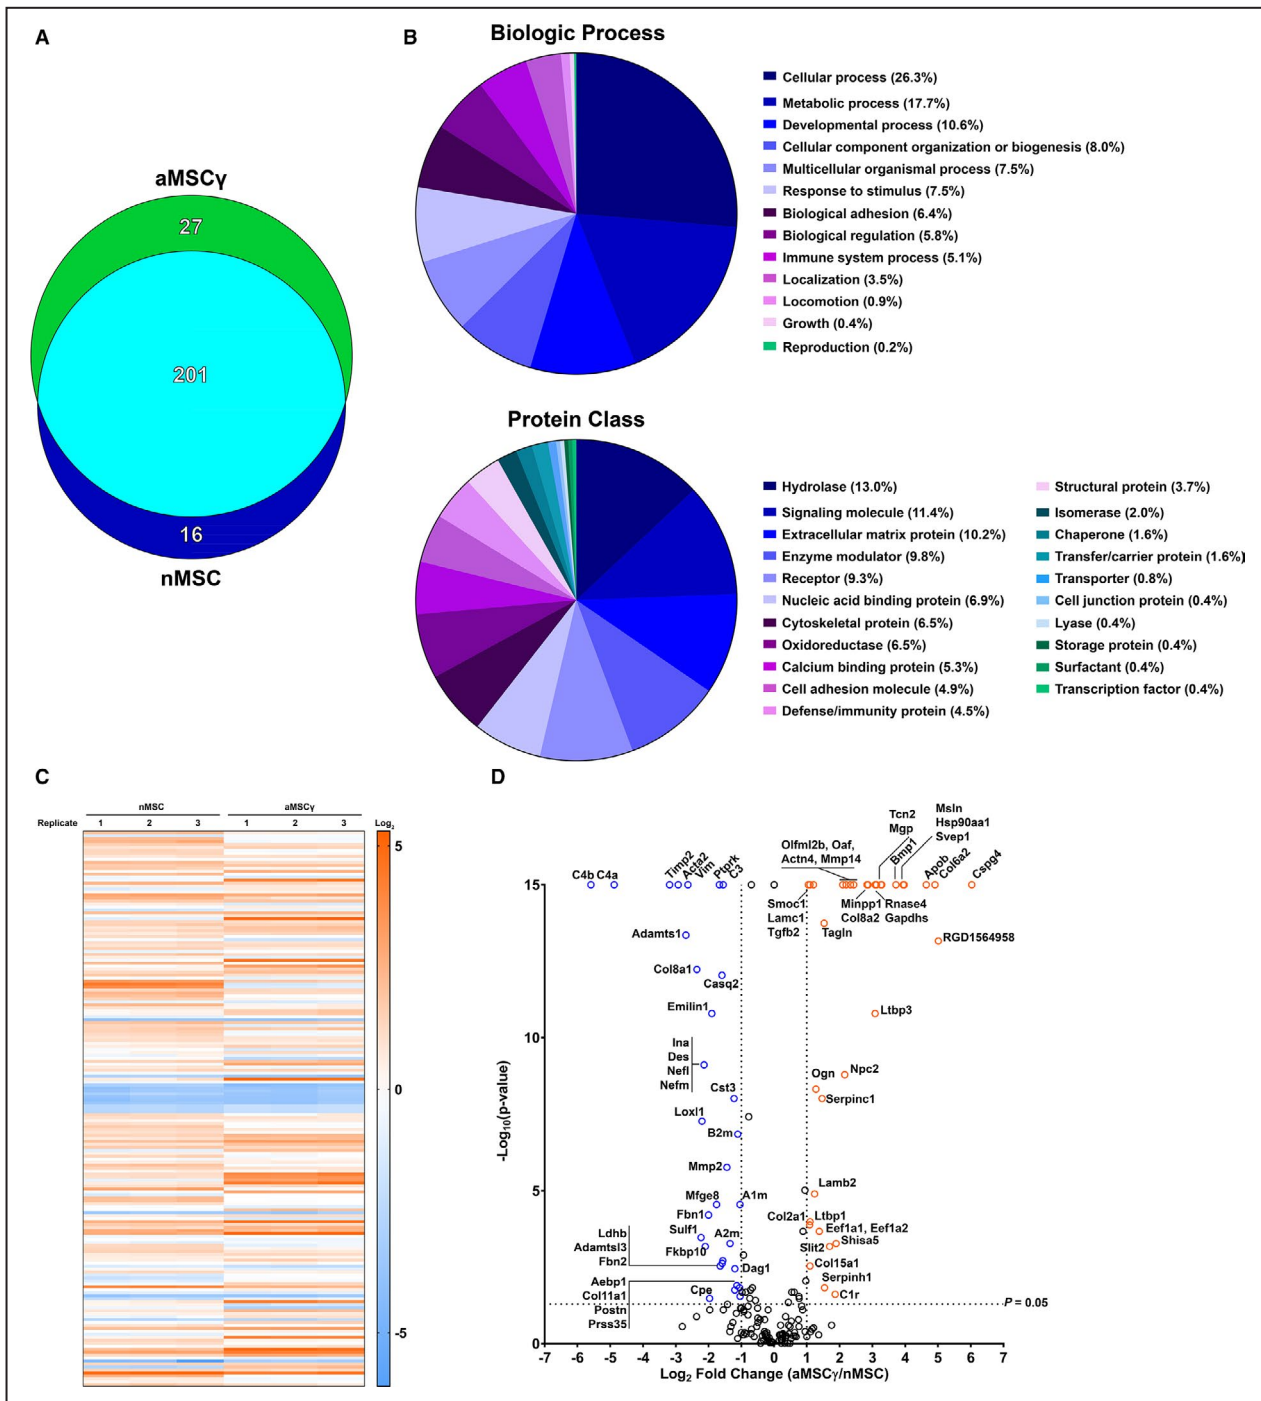 A
aMSCγ
27
201
16
nMSC
B
Biologic Process
Cellular process (26.3%)
Metabolic process (17.7%)
Developmental process (10.6%)
Cellular component organization or biogenesis (8.0%)
Multicellular organismal process (7.5%)
Response to stimulus (7.5%)
Biological adhesion (6.4%)
Biological regulation (5.8%)
Immune system process (5.1%)
Localization (3.5%)
Locomotion (0.9%)
Growth (0.4%)
Reproduction (0.2%)
Protein Class
Hydrolase (13.0%)
Signaling molecule (11.4%)
Extracellular matrix protein (10.2%)
Enzyme modulator (9.8%)
Receptor (9.3%)
Nucleic acid binding protein (6.9%)
Cytoskeletal protein (6.5%)
Oxidoreductase (6.5%)
Calcium binding protein (5.3%)
Cell adhesion molecule (4.9%)
Defense/immunity protein (4.5%)
Structural protein (3.7%)
Isomerase (2.0%)
Chaperone (1.6%)
Transfer/carrier protein (1.6%)
Transporter (0.8%)
Cell junction protein (0.4%)
Lyase (0.4%)
Storage protein (0.4%)
Surfactant (0.4%)
Transcription factor (0.4%)
C
nMSC aMSCγ
Replicate 1 2 3 1 2 3 Log2
5
0
-5
D
Tcn2
Mgp
Msln
Hsp90aa1
Svep1
Olfml2b, Oaf,
Actn4, Mmp14
Bmp1
C4b C4a Timp2 Acta2 Vim Ptprk C3 Apob Col6a2 Cspg4
15
Smoc1
Lamc1
Tgfb2
Minpp1
Col8a2
Rnase4
Gapdhs
Tagln
Adamts1
RGD1564958
Col8a1
Casq2
Emilin1
Ltbp3
10
Ina
Des
Nefl
Nefm
Cst3
Ogn
Npc2
Serpinc1
Loxl1
B2m
Mmp2
5
Lamb2
Mfge8
A1m
Fbn1
Col2a1
Ltbp1
Sulf1
A2m
Eef1a1, Eef1a2
Ldhb
Adamtsl3
Fbn2
Fkbp10
Slit2
Shisa5
Dag1
Col15a1
Aebp1
Col11a1
Postn
Prss35
Cpe
Serpinh1
C1r
P = 0.05
0
-7 -6 -5 -4 -3 -2 -1 0 1 2 3 4 5 6 7
-Log10(p-value)
Log2 Fold Change (aMSCγ/nMSC)